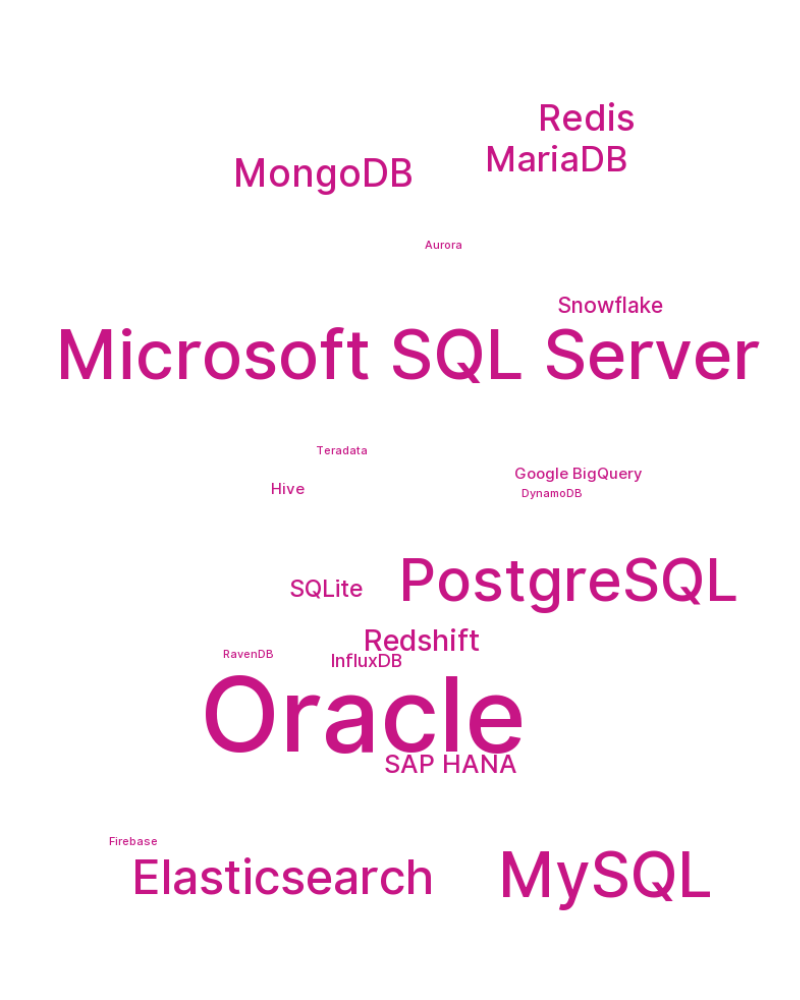 Redis
MariaDB
MongoDB
Aurora
Snowflake
Microsoft SQL Server
Teradata
Google BigQuery
Hive
DynamoDB
PostgreSQL
SQLite
Redshift
RavenDB
InfluxDB
Oracle
SAP HANA
Firebase
Elasticsearch
MySQL